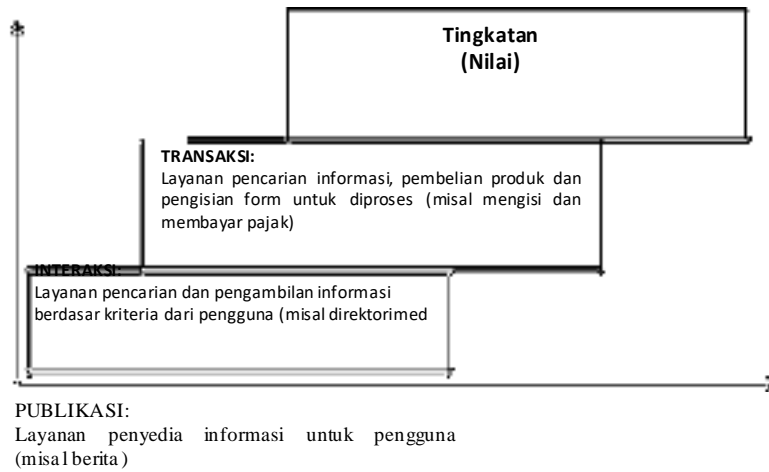 Tingkatan
(Nilai)
TRANSAKSI:
Layanan pencarian informasi, pembelian produk dan
pengisian form untuk diproses (misal mengisi dan
membayar pajak)
INTERAKSI:
Layanan pencarian dan pengambilan informasi
berdasar kriteria dari pengguna (misal direktorimed
PUBLIKASI:
Layanan penyedia informasi untuk pengguna
(misal berita)